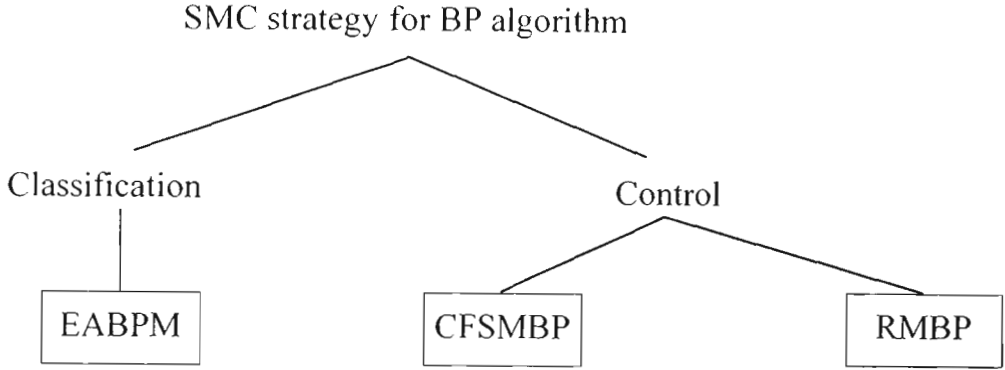 SMC strategy for BP algorithm
Classification
Control
EABPM
CFSMBP
RMBP